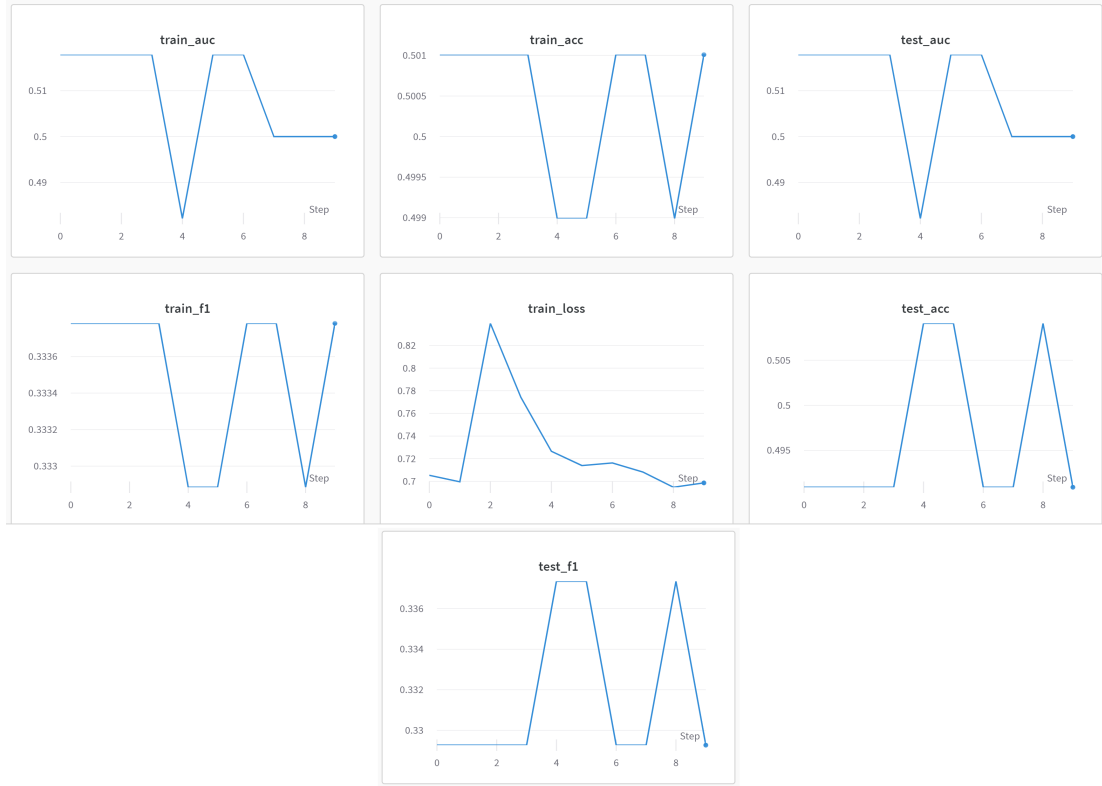 train_auc
0.51
0.5
0.49
Step
0 2 4 6 8
train_acc
0.501
0.5005
0.5
0.4995
0.499
Step
0 2 4 6 8
test_auc
0.51
0.5
0.49
Step
0 2 4 6 8
train_f1
0.3336
0.3334
0.3332
0.333
Step
0 2 4 6 8
train_loss
0.82
0.8
0.78
0.76
0.74
0.72
0.7
Step
0 2 4 6 8
test_acc
0.505
0.5
0.495
Step
0 2 4 6 8
test_f1
0.336
0.334
0.332
0.33
Step
0 2 4 6 8